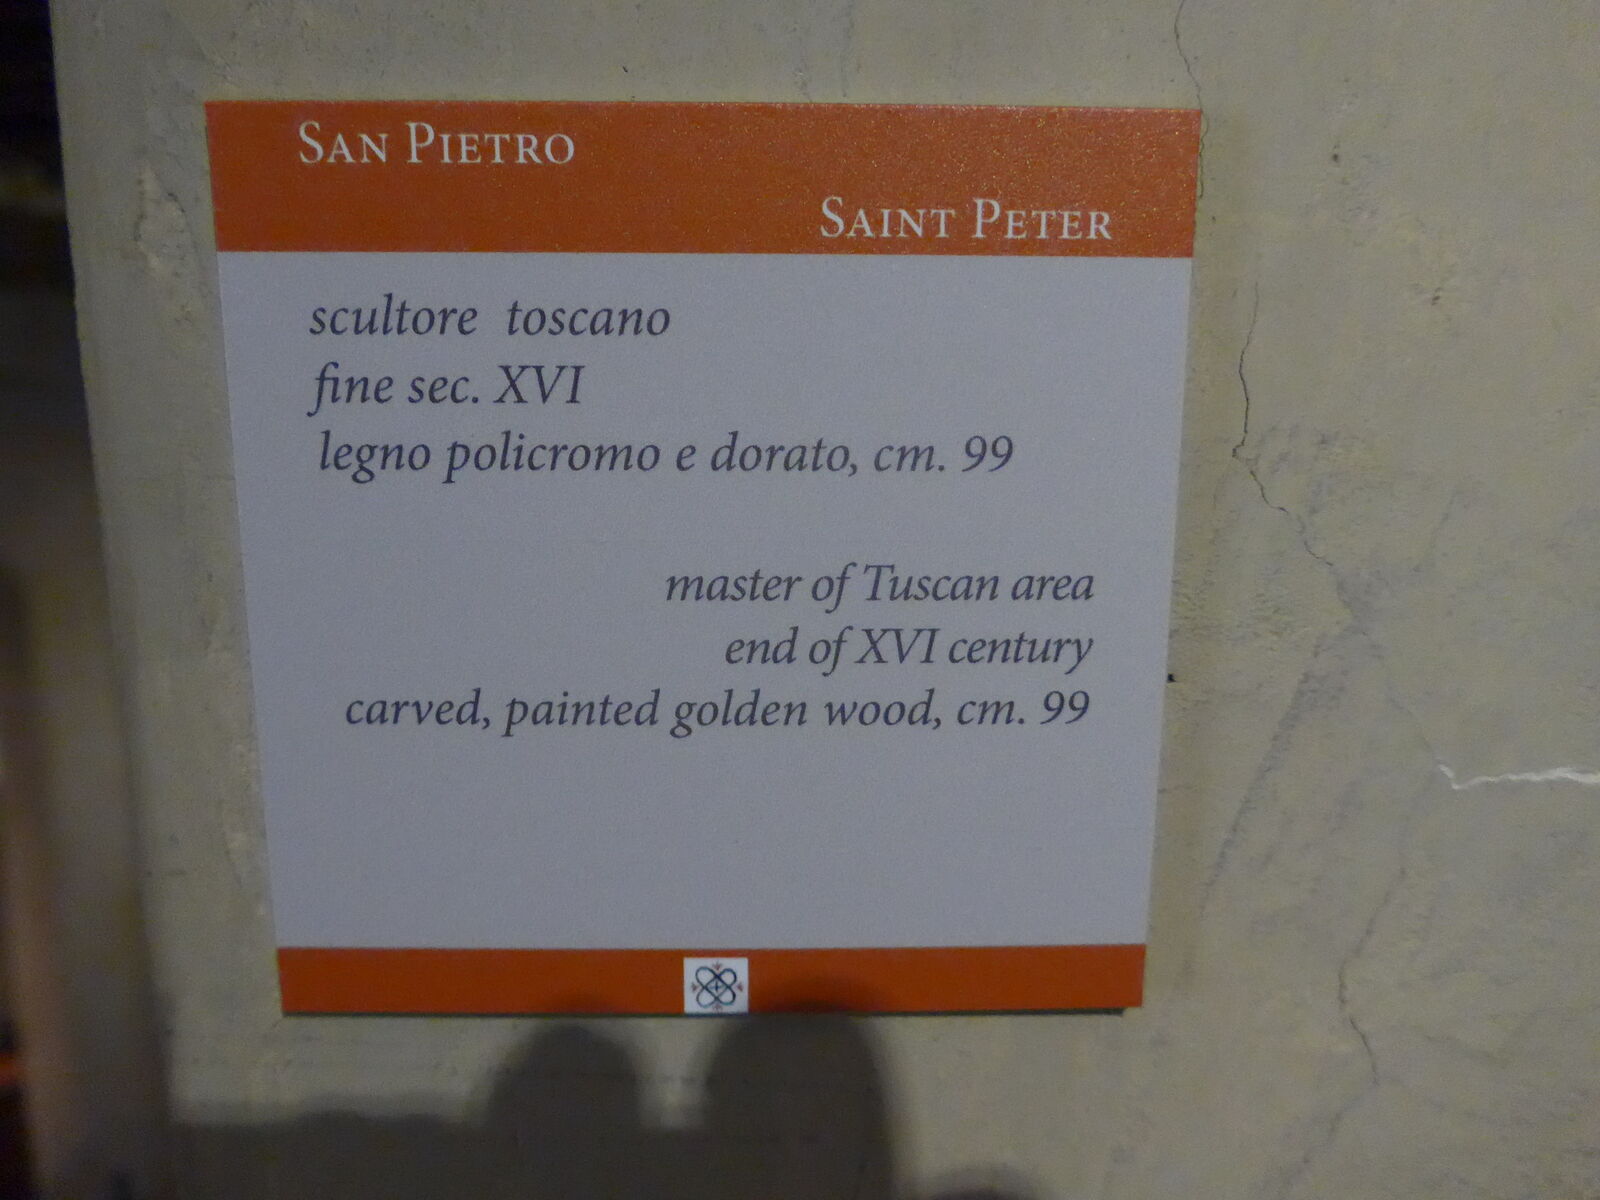 San Pietro
Saint Peter
scultore toscano
fine sec. XVI
legno policromo e dorato, cm. 99
master of Tuscan area
end of XVI century
carved, painted golden wood, cm. 99